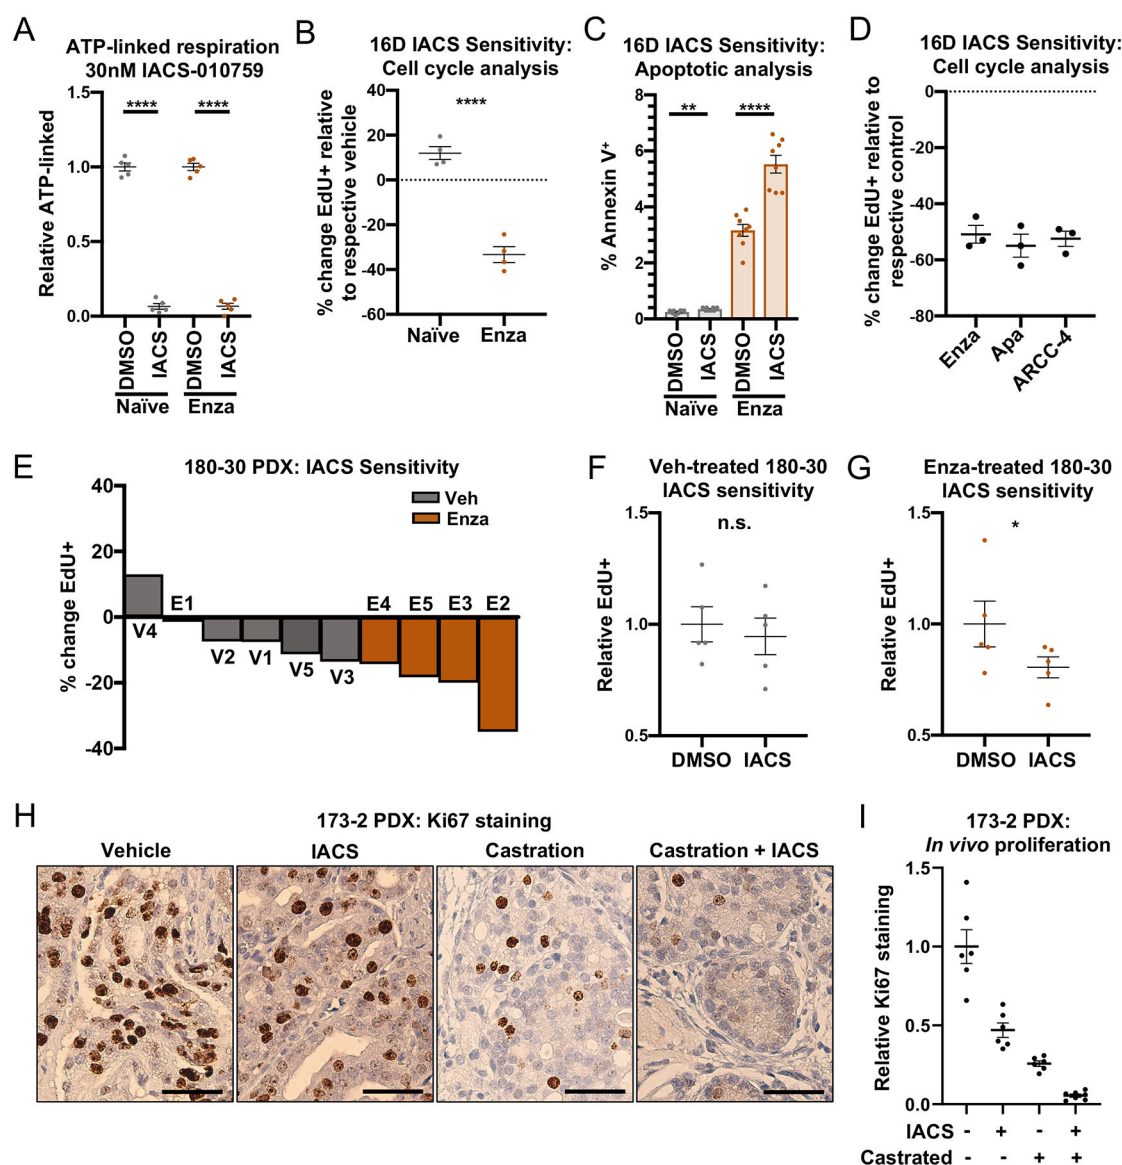 A
ATP-linked respiration
30nM IACS-010759
Relative ATP-linked
1.5
1.0
0.5
0.0
****
****
DMSO
IACS
DMSO
IACS
Naïve
Enza
B
16D IACS Sensitivity:
Cell cycle analysis
% change EdU+ relative
to respective vehicle
40
20
0
-20
-40
-60
****
Naïve
Enza
C
16D IACS Sensitivity:
Apoptotic analysis
% Annexin V+
8
6
4
2
0
**
****
DMSO
IACS
DMSO
IACS
Naïve
Enza
D
16D IACS Sensitivity:
Cell cycle analysis
% change EdU+ relative to
respective control
0
-20
-40
-60
-80
Enza
Apa
ARCC-4
E
180-30 PDX: IACS Sensitivity
% change EdU+
40
20
0
-20
-40
Veh
Enza
V4
E1
V2
V1
V5
V3
E4
E5
E3
E2
F
Veh-treated 180-30
IACS sensitivity
Relative EdU+
1.5
1.0
0.5
n.s.
DMSO
IACS
G
Enza-treated 180-30
IACS sensitivity
Relative EdU+
1.5
1.0
0.5
*
DMSO
IACS
H
173-2 PDX: Ki67 staining
Vehicle
IACS
Castration
Castration + IACS
I
173-2 PDX:
In vivo proliferation
Relative Ki67 staining
1.5
1.0
0.5
0.0
IACS - + - +
Castrated - - + +